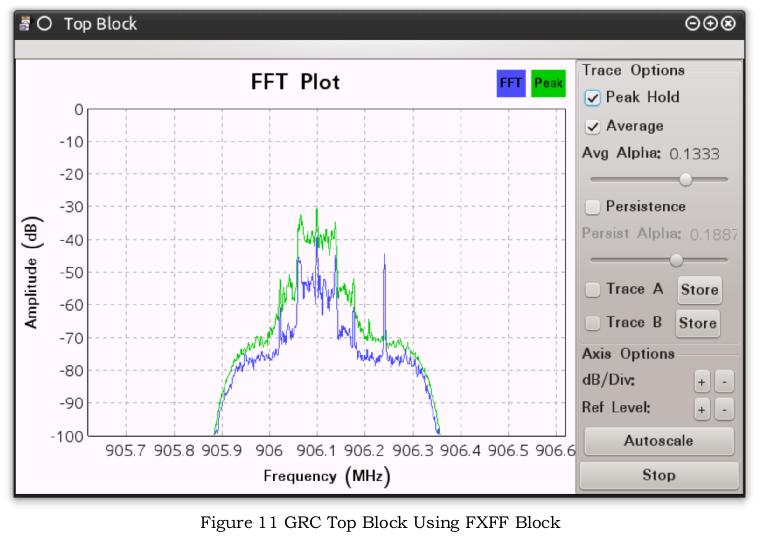 Top Block
FFT Plot
FFT
Peak
0
-10
-20
-30
-40
-50
-60
-70
-80
-90
-100
Amplitude (dB)
905.7 905.8 905.9 906 906.1 906.2 906.3 906.4 906.5 906.6
Frequency (MHz)
Trace Options
Peak Hold
Average
Avg Alpha: 0.1333
Persistence
Persist Alpha: 0.1887
Trace A Store
Trace B Store
Axis Options
dB/Div: + -
Ref Level: + -
Autoscale
Stop
Figure 11 GRC Top Block Using FXFF Block